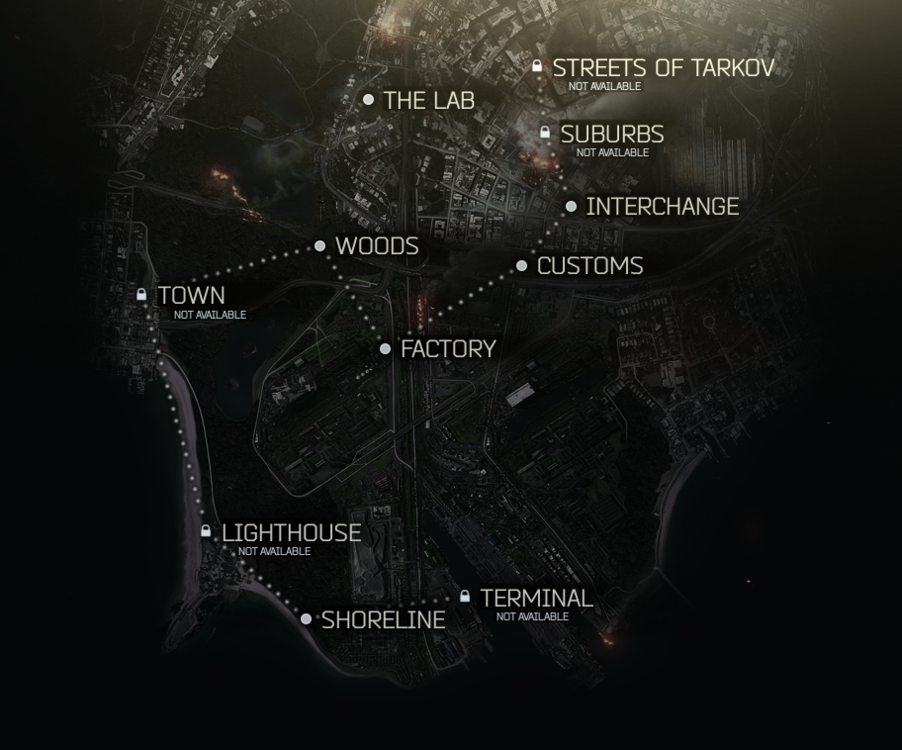 STREETS OF TARKOV
NOT AVAILABLE
THE LAB
SUBURBS
NOT AVAILABLE
INTERCHANGE
WOODS
CUSTOMS
TOWN
NOT AVAILABLE
FACTORY
LIGHTHOUSE
NOT AVAILABLE
TERMINAL
NOT AVAILABLE
SHORELINE